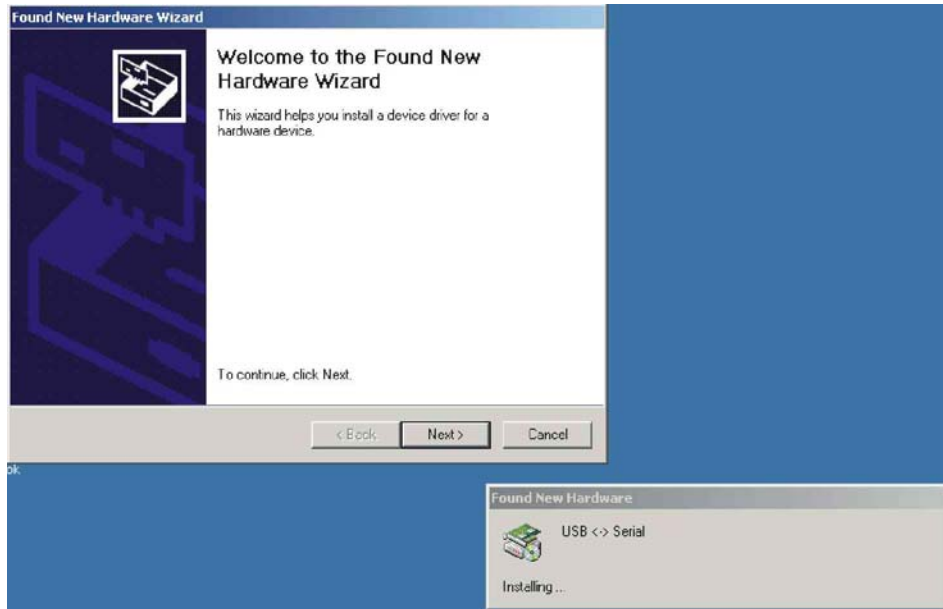 Found New Hardware Wizard
Welcome to the Found New
Hardware Wizard
This wizard helps you install a device driver for a
hardware device.
To continue, click Next.
< Back
Next >
Cancel
ok
Found New Hardware
USB <-> Serial
Installing ...